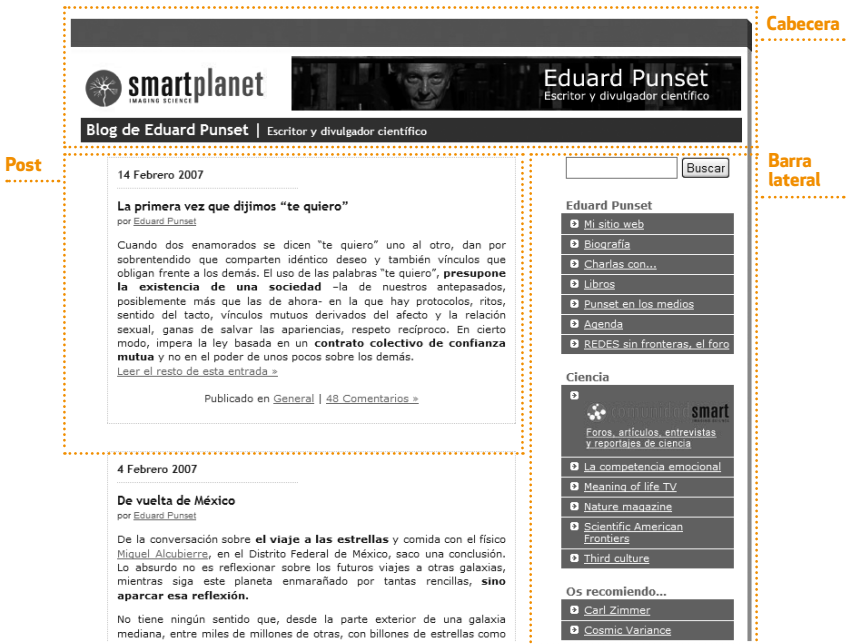 Cabecera
smartplanet
IMAGING SCIENCE
Eduard Punset
Escritor y divulgador científico
Blog de Eduard Punset | Escritor y divulgador científico
Post
14 Febrero 2007
La primera vez que dijimos “te quiero”
por Eduard Punset
Cuando dos enamorados se dicen “te quiero” uno al otro, dan por
sobrentendido que comparten idéntico deseo y también vínculos que
obligan frente a los demás. El uso de las palabras “te quiero”, presupone
la existencia de una sociedad –la de nuestros antepasados,
posiblemente más que las de ahora- en la que hay protocolos, ritos,
sentido del tacto, vínculos mutuos derivados del afecto y la relación
sexual, ganas de salvar las apariencias, respeto recíproco. En cierto
modo, impera la ley basada en un contrato colectivo de confianza
mutua y no en el poder de unos pocos sobre los demás.
Leer el resto de esta entrada »
Publicado en General | 48 Comentarios »
4 Febrero 2007
De vuelta de México
por Eduard Punset
De la conversación sobre el viaje a las estrellas y comida con el físico
Miguel Alcubierre, en el Distrito Federal de México, saco una conclusión.
Lo absurdo no es reflexionar sobre los futuros viajes a otras galaxias,
mientras siga este planeta enmarañado por tantas rencillas, sino
aparcar esa reflexión.
No tiene ningún sentido que, desde la parte exterior de una galaxia
mediana, entre miles de millones de otras, con billones de estrellas como
Barra
lateral
Buscar
Eduard Punset
Mi sitio web
Biografía
Charlas con...
Libros
Punset en los medios
Agenda
REDES sin fronteras, el foro
Ciencia
smart
Foros, artículos, entrevistas
y reportajes de ciencia
La competencia emocional
Meaning of life TV
Nature magazine
Scientific American
Frontiers
Third culture
Os recomiendo...
Carl Zimmer
Cosmic Variance